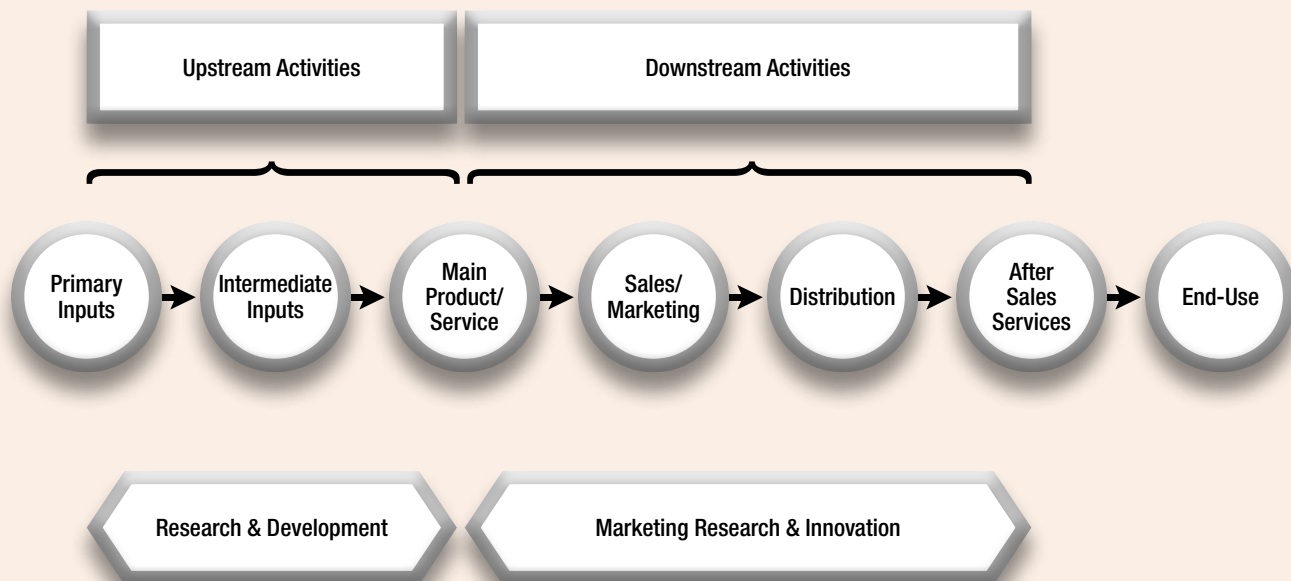 Upstream Activities
Downstream Activities
Primary
Inputs
Intermediate
Inputs
Main
Product/
Service
Sales/
Marketing
Distribution
After
Sales
Services
End-Use
Research & Development
Marketing Research & Innovation